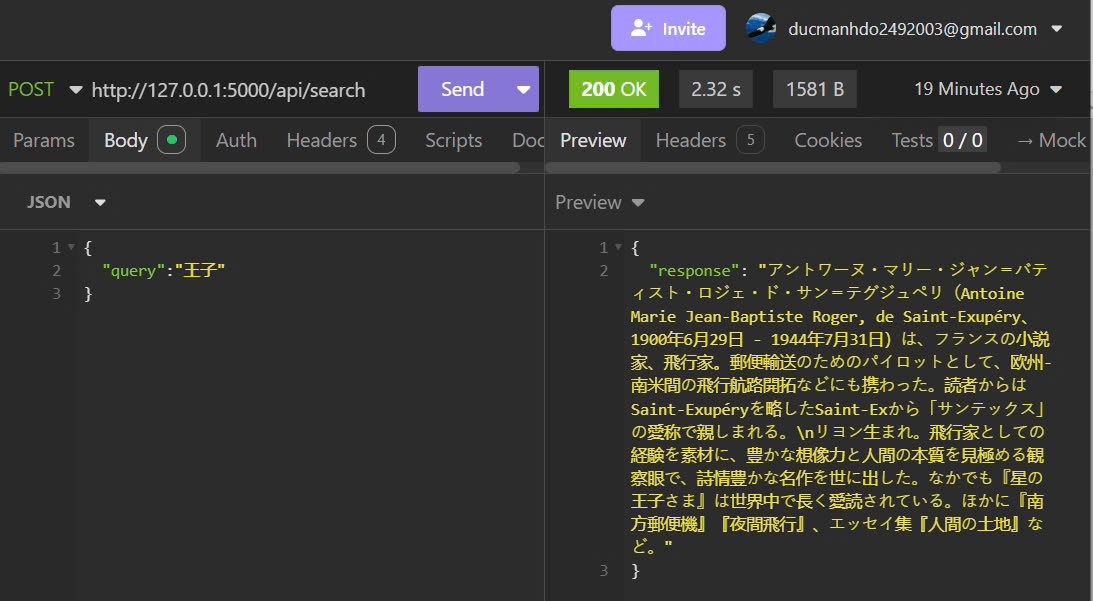 Invite
ducmanhdo2492003@gmail.com
POST http://127.0.0.1:5000/api/search Send
200 OK 2.32 s 1581 B 19 Minutes Ago
Params Body Auth Headers 4 Scripts Doc
Preview Headers 5 Cookies Tests 0 / 0 → Mock
JSON
Preview
1 {
2 "query":"王子"
3 }
1 {
2 "response": "アントワーヌ・マリー・ジャン＝バテ
ィスト・ロジェ・ド・サン＝テグジュペリ（Antoine
Marie Jean-Baptiste Roger, de Saint-Exupéry、
1900年6月29日 - 1944年7月31日）は、フランスの小説
家、飛行家。郵便輸送のためのパイロットとして、欧州-
南米間の飛行航路開拓などにも携わった。読者からは
Saint-Exupéryを略したSaint-Exから「サンテックス」
の愛称で親しまれる。\nリヨン生まれ。飛行家としての
経験を素材に、豊かな想像力と人間の本質を見極める観
察眼で、詩情豊かな名作を世に出した。なかでも『星の
王子さま』は世界中で長く愛読されている。ほかに『南
方郵便機』『夜間飛行』、エッセイ集『人間の土地』な
ど。"
3 }